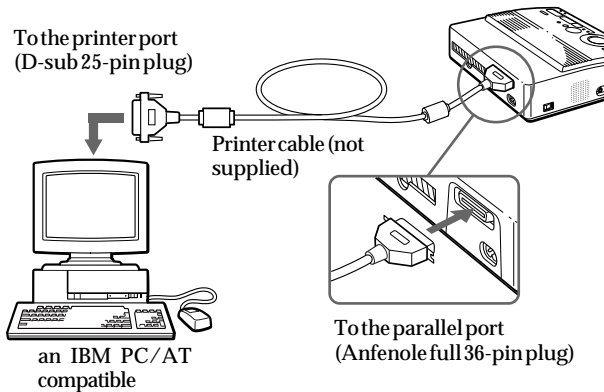 To the printer port
(D-sub 25-pin plug)
Printer cable (not
supplied)
To the parallel port
(Anfenole full 36-pin plug)
an IBM PC/AT
compatible